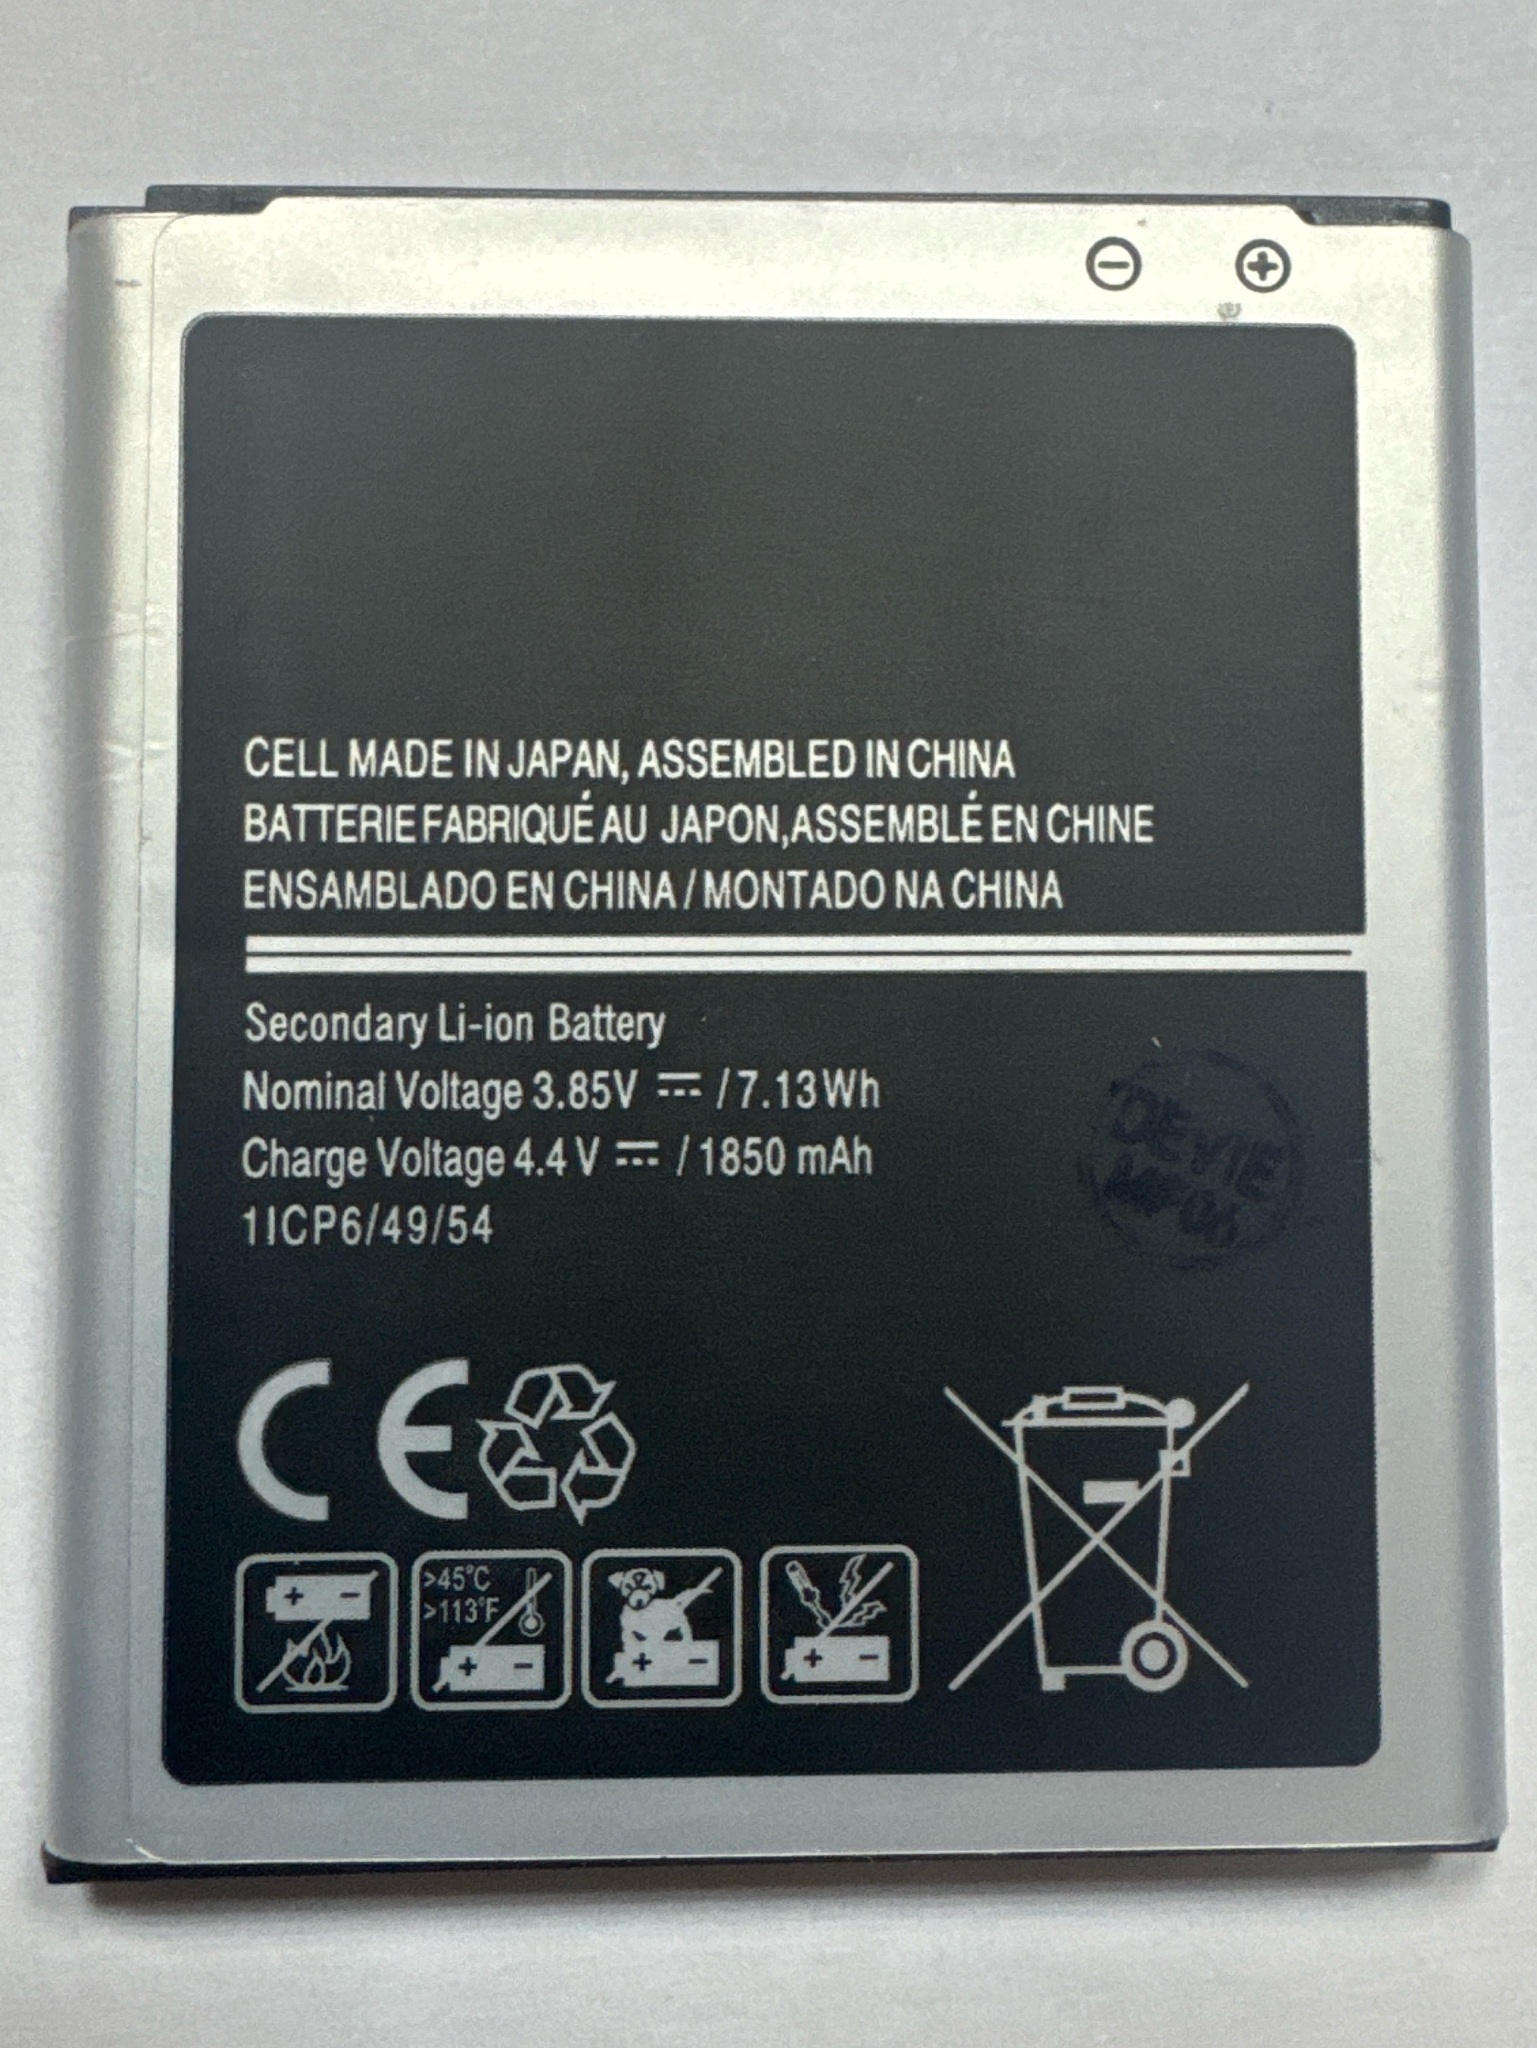 CELL MADE IN JAPAN, ASSEMBLED IN CHINA
BATTERIE FABRIQUÉ AU JAPON,ASSEMBLÉ EN CHINE
ENSAMBLADO EN CHINA / MONTADO NA CHINA
Secondary Li-ion Battery
Nominal Voltage 3.85V ⎓ / 7.13Wh
Charge Voltage 4.4V ⎓ / 1850 mAh
1ICP6/49/54
CE
>45°C
>113°F